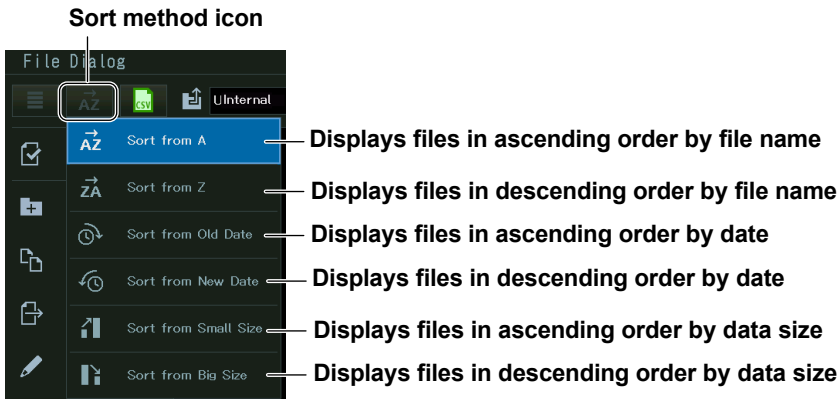 Sort method icon
File Dialog
AZ CSV UInternal
AZ Sort from A Displays files in ascending order by file name
ZA Sort from Z Displays files in descending order by file name
Sort from Old Date Displays files in ascending order by date
Sort from New Date Displays files in descending order by date
Sort from Small Size Displays files in ascending order by data size
Sort from Big Size Displays files in descending order by data size